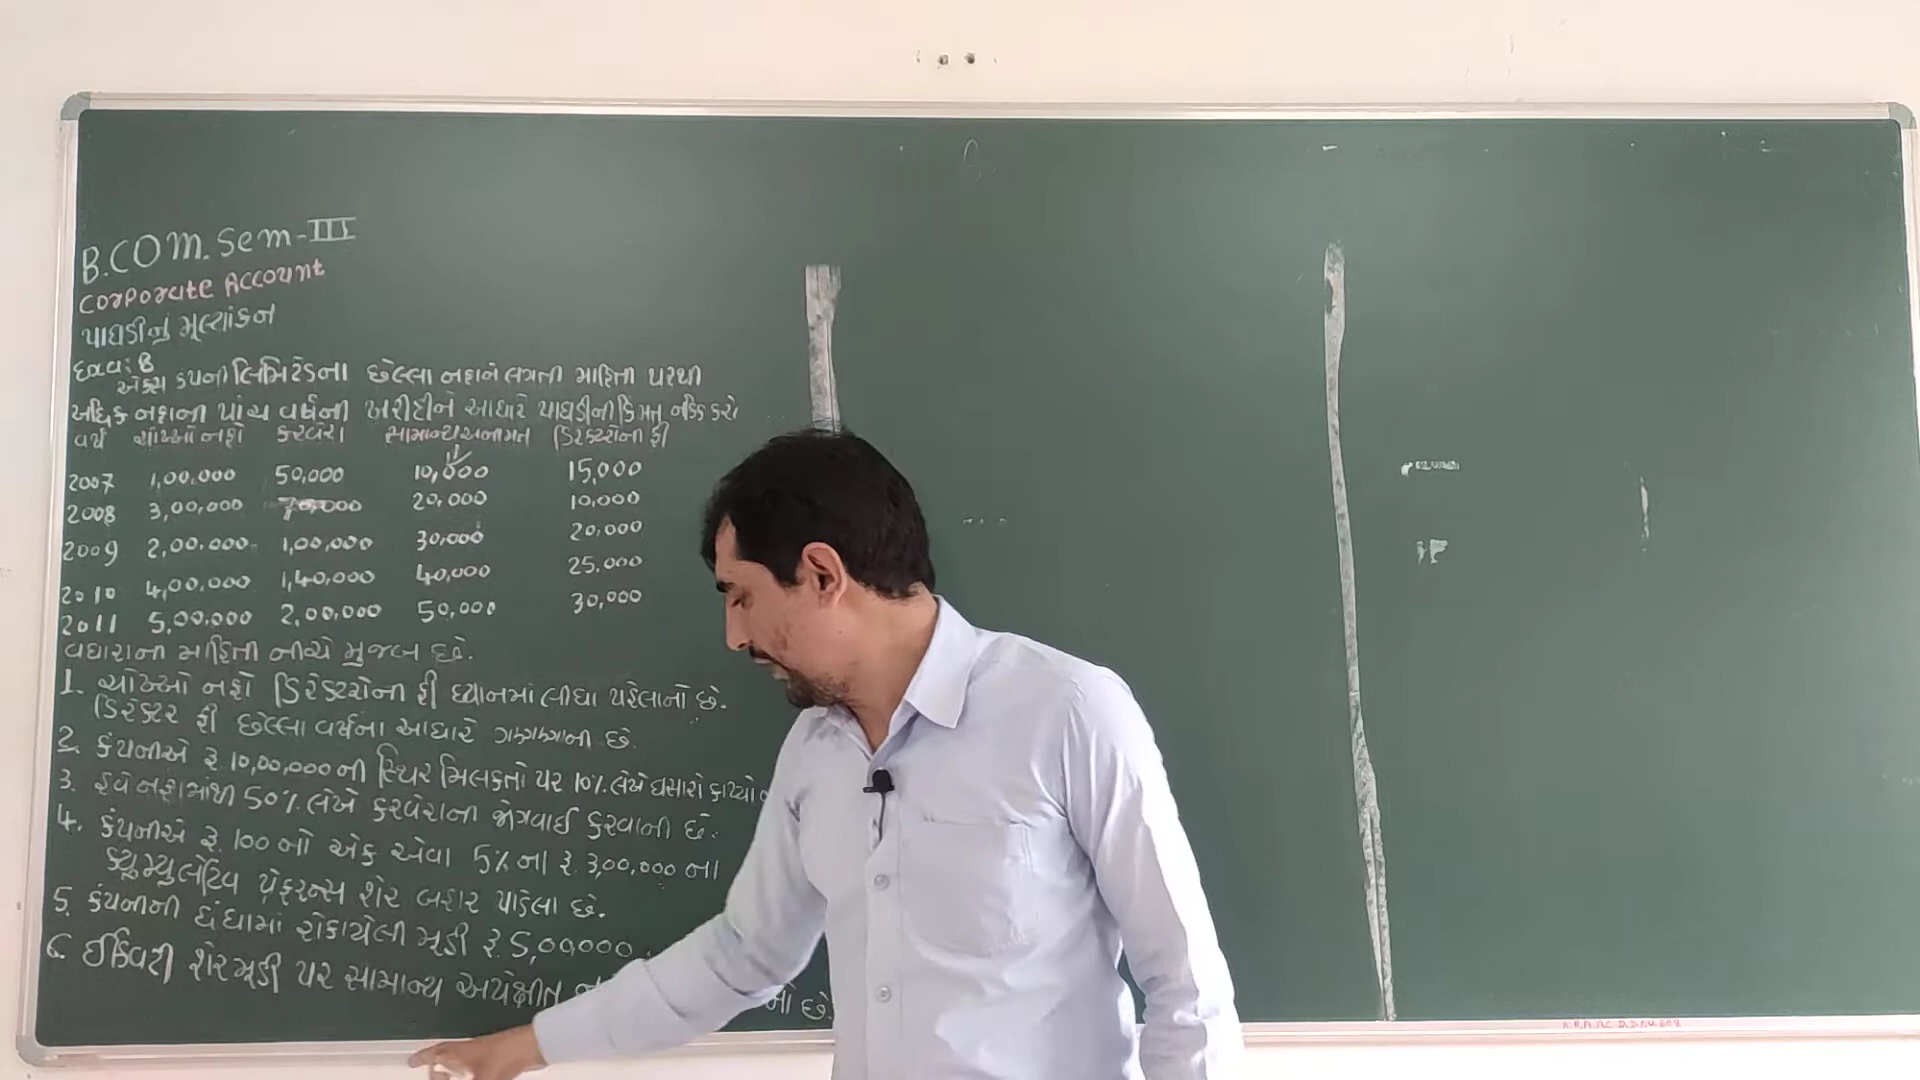 B.COM. Sem-III
Corporate Account
પાઘડીનું મૂલ્યાંકન
દાખલ: 8
એક્સ કંપની લિમિટેડના છેલ્લા નફાને લગતી માહિતી પરથી
અધિક નફાની પાંચ વર્ષની ખરીદીને આધારે પાઘડીની કિંમત નક્કિ કરો
વર્ષ ચોખ્ખો નફો કરવેરા સામાન્ય અનામત ડિરેક્ટરોની ફી
2007 1,00,000 50,000 10,000 15,000
2008 3,00,000 70,000 20,000 10,000
2009 2,00,000 1,00,000 30,000 20,000
2010 4,00,000 1,40,000 40,000 25,000
2011 5,00,000 2,00,000 50,000 30,000
વધારાની માહિતી નીચે મુજબ છે.
1. ચોખ્ખો નફો ડિરેક્ટરોની ફી ધ્યાનમાં લીધા પહેલાનો છે.
ડિરેક્ટર ફી છેલ્લા વર્ષના આધારે ગણવાની છે.
2. કંપનીએ રૂ. 10,00,000 ની સ્થિર મિલકતો પર 10% લેખે ઘસારો કાપ્યો
3. હવે નફામાંથી 50% લેખે કરવેરાની જોગવાઈ કરવાની છે.
4. કંપનીએ રૂ. 100 નો એક એવા 5% ના રૂ. 3,00,000 ના
ક્યુમ્યુલેટિવ પ્રેફરન્સ શેર બહાર પાડેલા છે.
5. કંપનીની ધંધામાં રોકાયેલી મૂડી રૂ. 5,00,000
6. ઈક્વિટી શેરમૂડી પર સામાન્ય અપેક્ષીત છે.